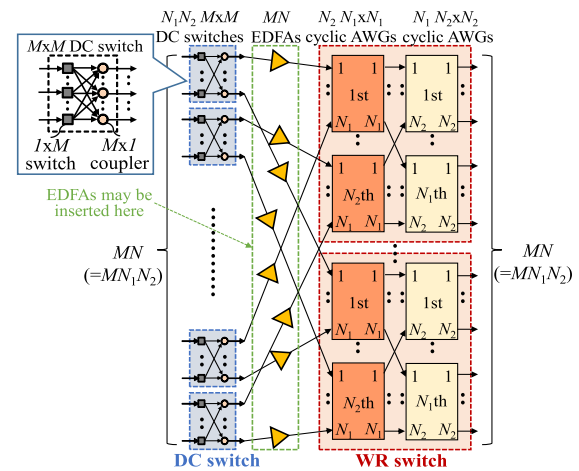 N₁N₂ MxM
DC switches
MN
EDFAs
N₂ N₁xN₁
cyclic AWGs
N₁ N₂xN₂
cyclic AWGs
MxM DC switch
1xM
switch
Mx1
coupler
EDFAs may be
inserted here
MN
(=MN₁N₂)
1 1
1st
N₁ N₁
1 1
1st
N₂ N₂
1 1
N₂th
N₁ N₁
1 1
N₁th
N₂ N₂
1 1
1st
N₁ N₁
1 1
1st
N₂ N₂
1 1
N₂th
N₁ N₁
1 1
N₁th
N₂ N₂
MN
(=MN₁N₂)
DC switch
WR switch